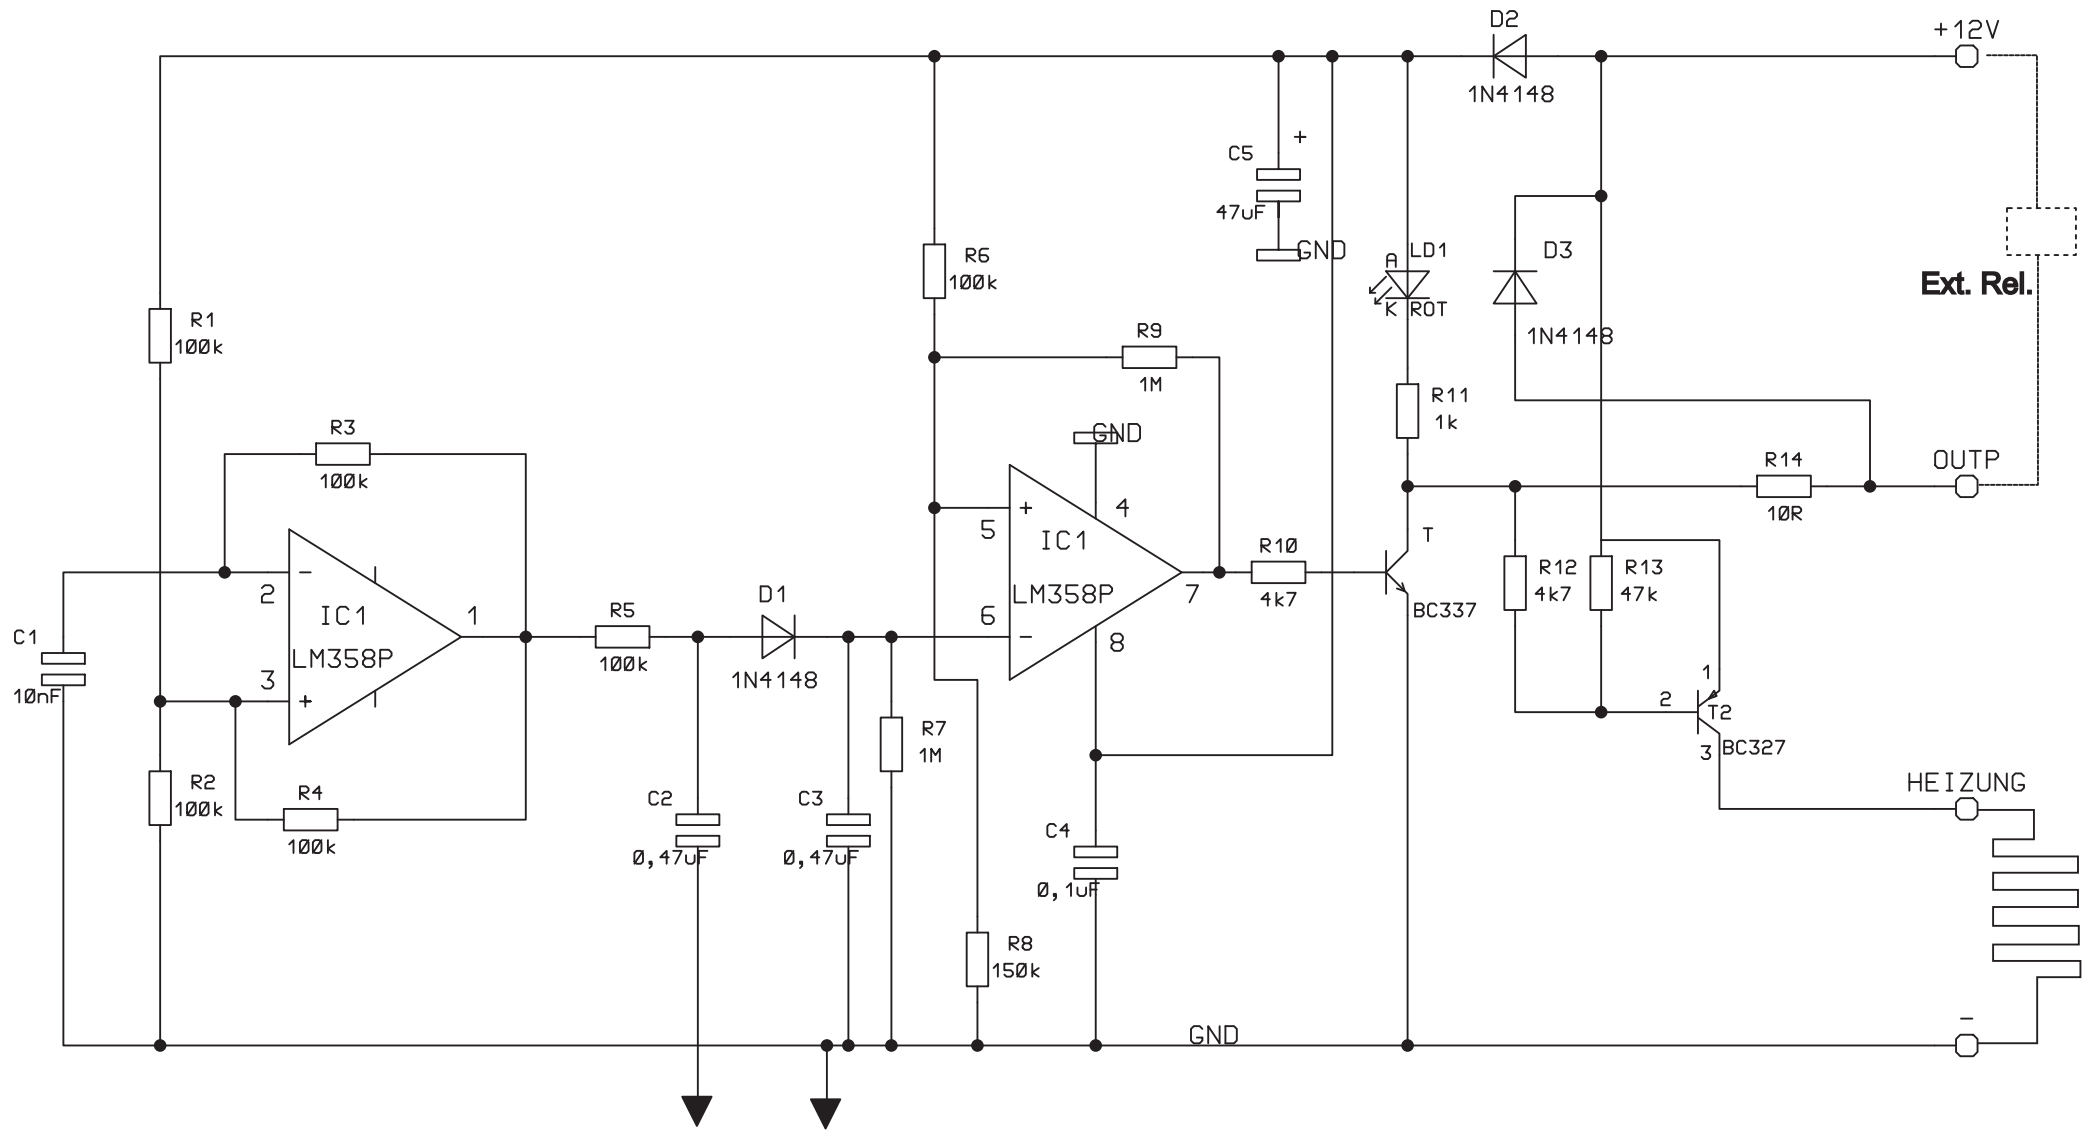 D2
+12V
1N4148
+
C5
47uF
GND
A
LD1
K
ROT
D3
1N4148
Ext. Rel.
R6
100k
R1
100k
R9
1M
R11
1k
R3
100k
GND
R14
10R
OUTP
+
5
4
IC1
LM358P
7
6
-
8
R10
4k7
T
BC337
R12
4k7
R13
47k
-
2
IC1
LM358P
1
3
+
C1
10nF
R5
100k
D1
1N4148
1
2
T2
3
BC327
R7
1M
HEIZUNG
R2
100k
R4
100k
C2
0,47uF
C3
0,47uF
C4
0,1uF
R8
150k
GND
-